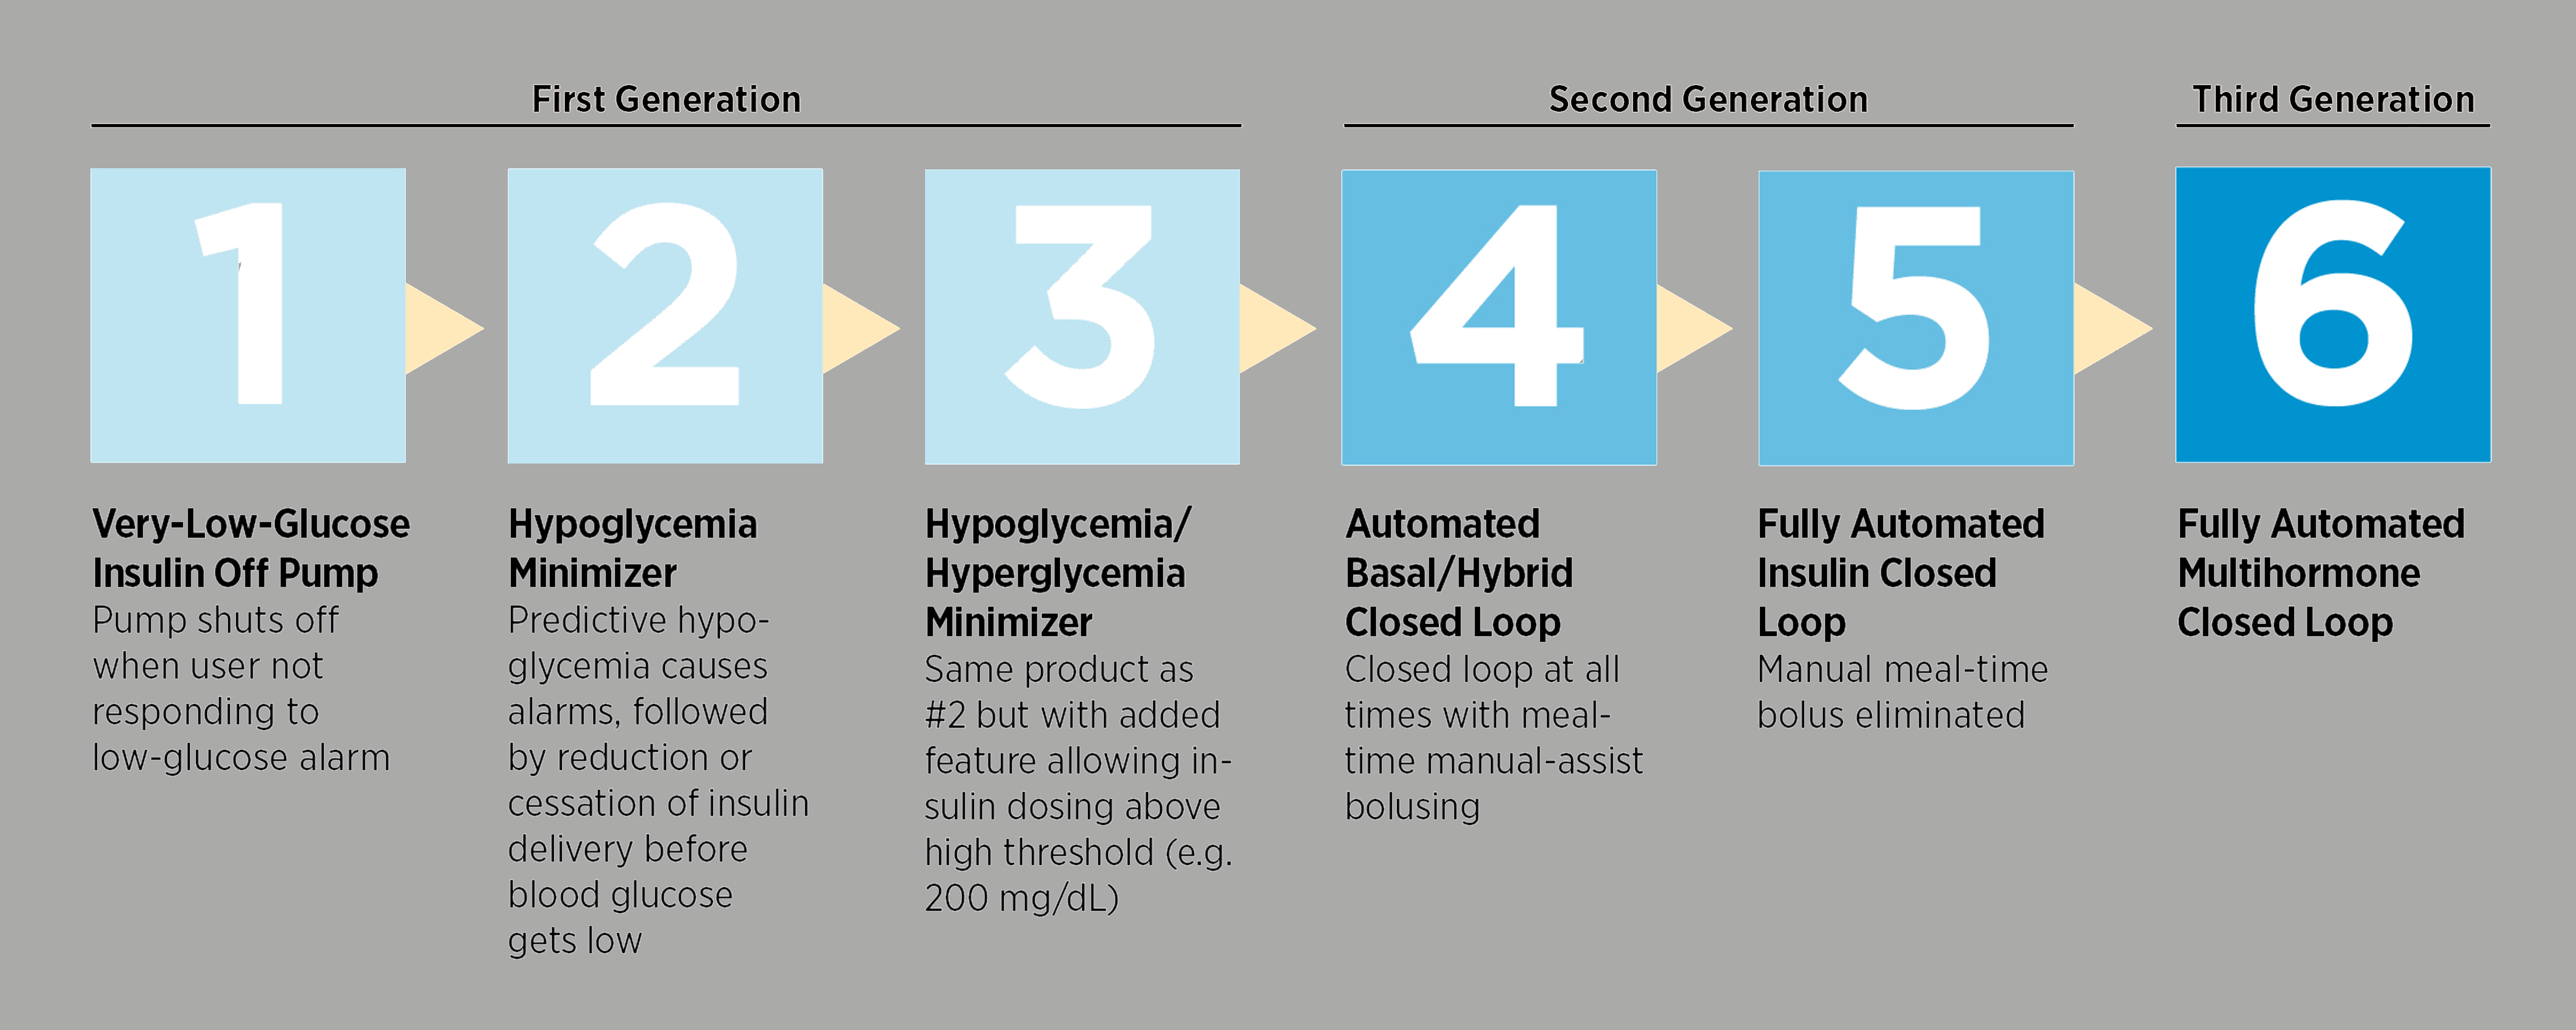 First Generation
Second Generation
Third Generation
1
2
3
4
5
6
Very-Low-Glucose
Insulin Off Pump
Pump shuts off
when user not
responding to
low-glucose alarm
Hypoglycemia
Minimizer
Predictive hypo-
glycemia causes
alarms, followed
by reduction or
cessation of insulin
delivery before
blood glucose
gets low
Hypoglycemia/
Hyperglycemia
Minimizer
Same product as
#2 but with added
feature allowing in-
sulin dosing above
high threshold (e.g.
200 mg/dL)
Automated
Basal/Hybrid
Closed Loop
Closed loop at all
times with meal-
time manual-assist
bolusing
Fully Automated
Insulin Closed
Loop
Manual meal-time
bolus eliminated
Fully Automated
Multihormone
Closed Loop